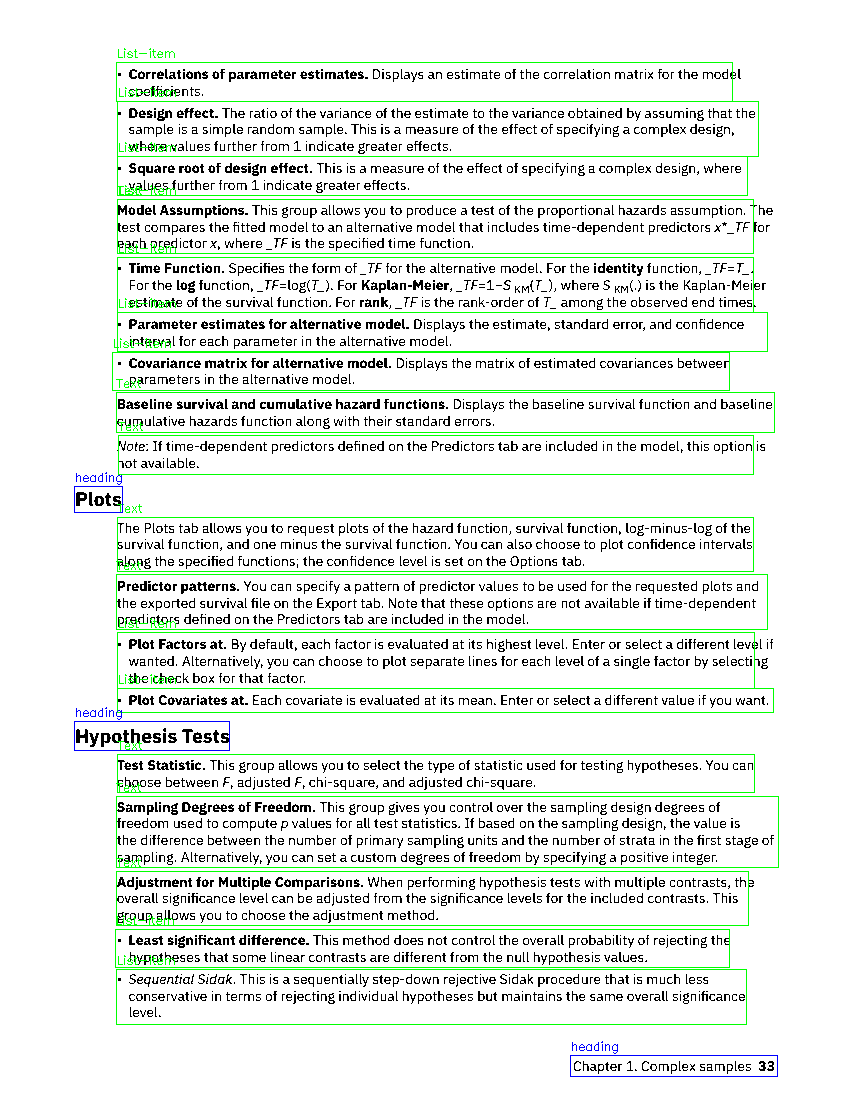 List-item
• Correlations of parameter estimates. Displays an estimate of the correlation matrix for the model
coefficients.
List-item
• Design effect. The ratio of the variance of the estimate to the variance obtained by assuming that the
sample is a simple random sample. This is a measure of the effect of specifying a complex design,
where values further from 1 indicate greater effects.
List-item
• Square root of design effect. This is a measure of the effect of specifying a complex design, where
values further from 1 indicate greater effects.
Model Assumptions. This group allows you to produce a test of the proportional hazards assumption. The
test compares the fitted model to an alternative model that includes time-dependent predictors x*_TF for
each predictor x, where _TF is the specified time function.
List-item
• Time Function. Specifies the form of _TF for the alternative model. For the identity function, _TF=T_.
For the log function, _TF=log(T_). For Kaplan-Meier, _TF=1−S KM(T_), where S KM(.) is the Kaplan-Meier
estimate of the survival function. For rank, _TF is the rank-order of T_ among the observed end times.
List-item
• Parameter estimates for alternative model. Displays the estimate, standard error, and confidence
interval for each parameter in the alternative model.
List-item
• Covariance matrix for alternative model. Displays the matrix of estimated covariances between
parameters in the alternative model.
Text
Baseline survival and cumulative hazard functions. Displays the baseline survival function and baseline
cumulative hazards function along with their standard errors.
Text
Note: If time-dependent predictors defined on the Predictors tab are included in the model, this option is
not available.
heading
Plots
Text
The Plots tab allows you to request plots of the hazard function, survival function, log-minus-log of the
survival function, and one minus the survival function. You can also choose to plot confidence intervals
along the specified functions; the confidence level is set on the Options tab.
Text
Predictor patterns. You can specify a pattern of predictor values to be used for the requested plots and
the exported survival file on the Export tab. Note that these options are not available if time-dependent
predictors defined on the Predictors tab are included in the model.
List-item
• Plot Factors at. By default, each factor is evaluated at its highest level. Enter or select a different level if
wanted. Alternatively, you can choose to plot separate lines for each level of a single factor by selecting
the check box for that factor.
List-item
• Plot Covariates at. Each covariate is evaluated at its mean. Enter or select a different value if you want.
heading
Hypothesis Tests
Text
Test Statistic. This group allows you to select the type of statistic used for testing hypotheses. You can
choose between F, adjusted F, chi-square, and adjusted chi-square.
Text
Sampling Degrees of Freedom. This group gives you control over the sampling design degrees of
freedom used to compute p values for all test statistics. If based on the sampling design, the value is
the difference between the number of primary sampling units and the number of strata in the first stage of
sampling. Alternatively, you can set a custom degrees of freedom by specifying a positive integer.
Text
Adjustment for Multiple Comparisons. When performing hypothesis tests with multiple contrasts, the
overall significance level can be adjusted from the significance levels for the included contrasts. This
group allows you to choose the adjustment method.
List-item
• Least significant difference. This method does not control the overall probability of rejecting the
hypotheses that some linear contrasts are different from the null hypothesis values.
List-item
• Sequential Sidak. This is a sequentially step-down rejective Sidak procedure that is much less
conservative in terms of rejecting individual hypotheses but maintains the same overall significance
level.
heading
Chapter 1. Complex samples 33